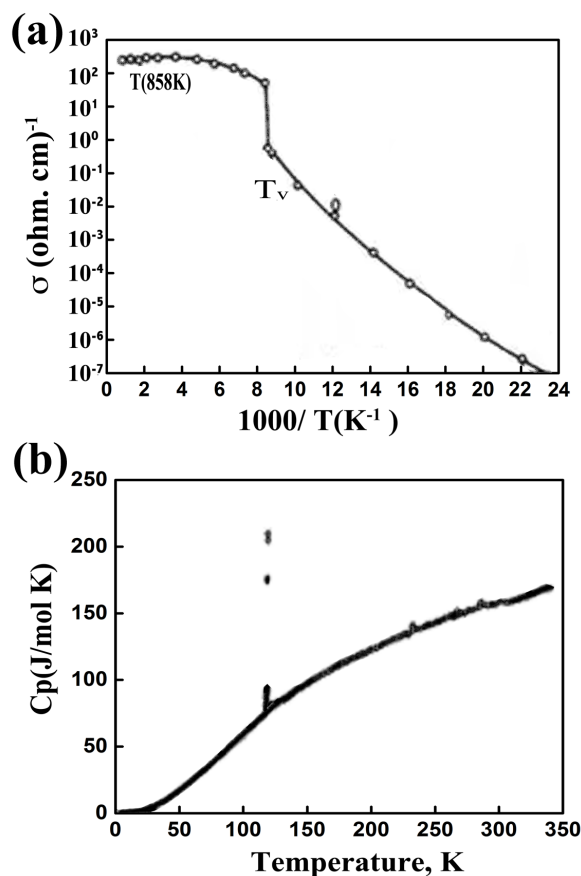 (a)
10³
10²
10⁰
10⁻¹
10⁻²
10⁻³
10⁻⁴
10⁻⁵
10⁻⁶
10⁻⁷
σ (ohm. cm)⁻¹
T(858K)
Tᵥ
0 2 4 6 8 10 12 14 16 18 20 22 24
1000/ T(K⁻¹)
(b)
250
200
150
100
50
0
Cp(J/mol K)
0 50 100 150 200 250 300 350
Temperature, K